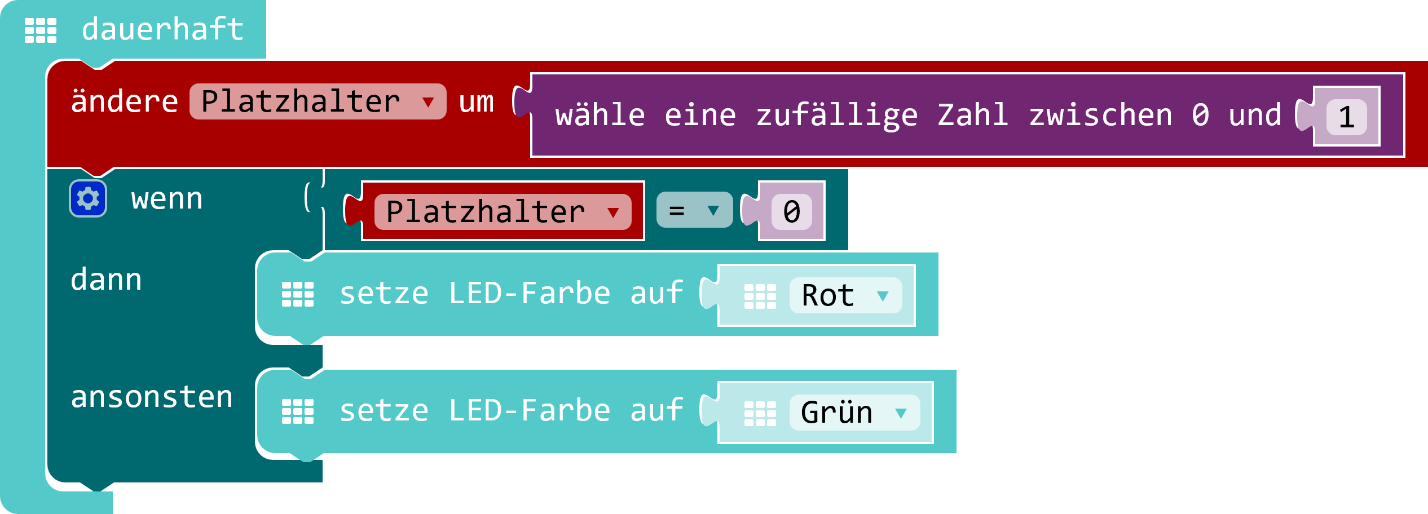 dauerhaft
ändere Platzhalter um wähle eine zufällige Zahl zwischen 0 und 1
wenn Platzhalter = 0
dann setze LED-Farbe auf Rot
ansonsten setze LED-Farbe auf Grün